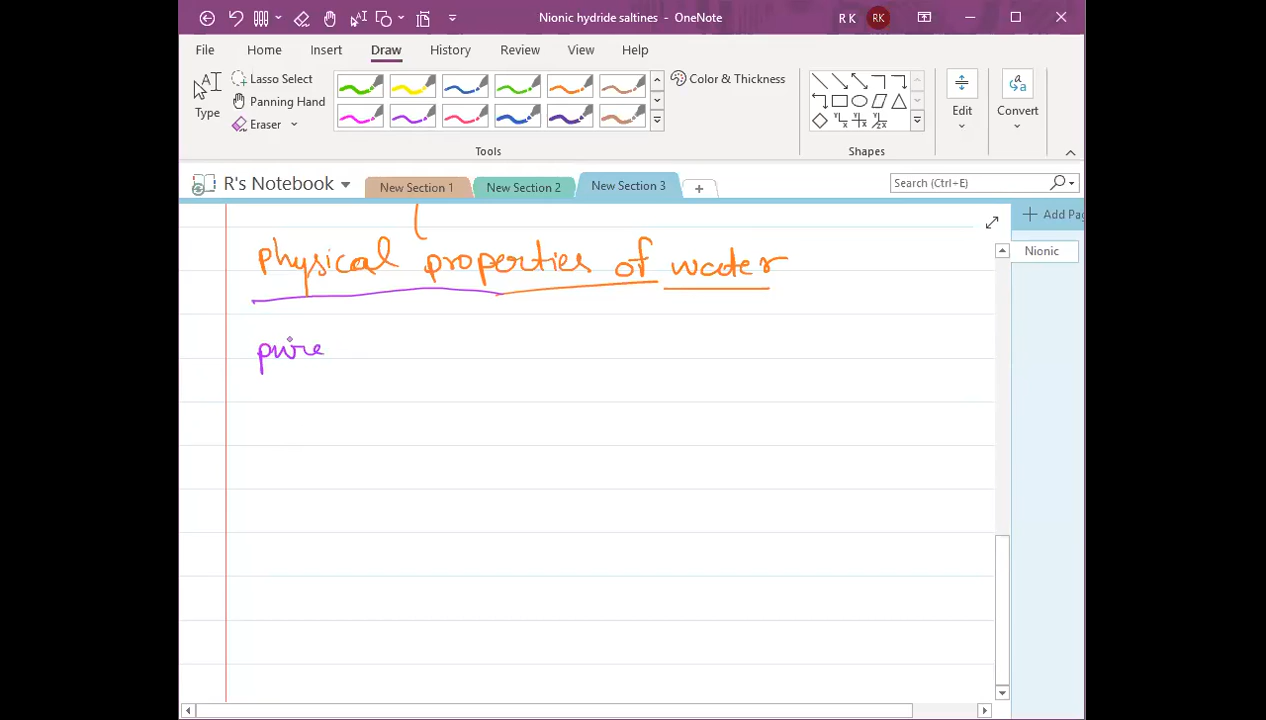 Nionic hydride saltines - OneNote
R K
RK
File Home Insert Draw History Review View Help
Type
Lasso Select
Panning Hand
Eraser
Color & Thickness
Edit
Convert
Tools
Shapes
R's Notebook
New Section 1
New Section 2
New Section 3
Search (Ctrl+E)
Add Pag
Nionic
physical properties of water
pure